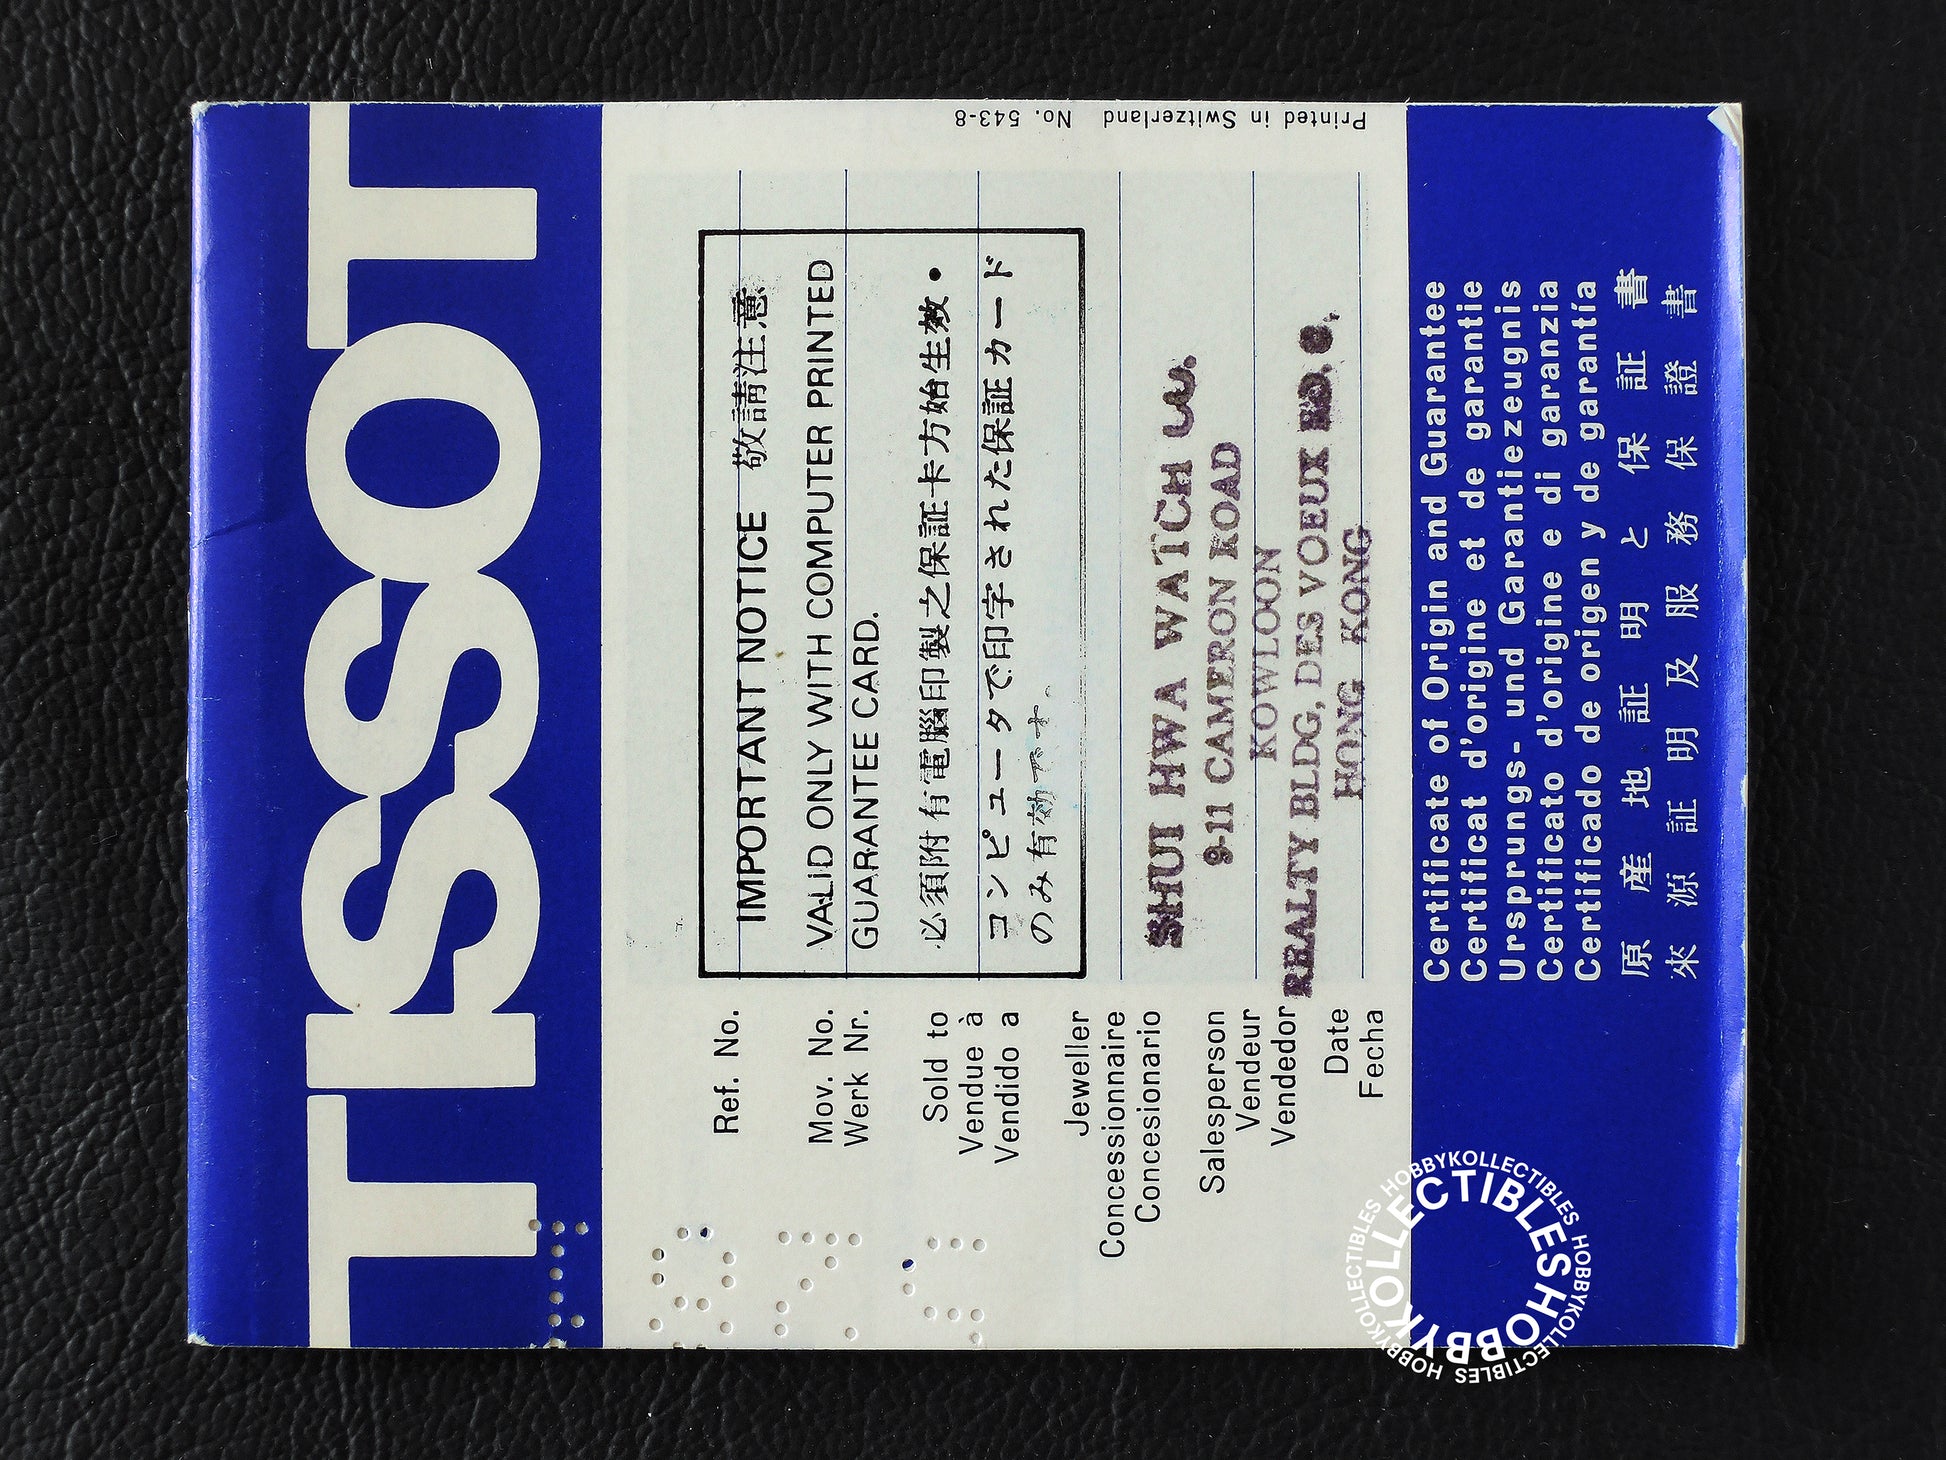 TISSOT
Printed in Switzerland No. 543-8
Ref. No.
IMPORTANT NOTICE 敬請注意
Mov. No.
Werk Nr.
VALID ONLY WITH COMPUTER PRINTED
GUARANTEE CARD.
Sold to
Vendue à
Vendido a
必須附有電腦印製之保証卡方始生效•
コンピュータで印字された保証カード
のみ有効です。
Jeweller
Concessionnaire
Concesionario
SHUI HWA WATCH
9-11 CAMERON ROAD
KOWLOON
Salesperson
Vendeur
Vendedor
REALTY BLDG, DES VOEUX RD. C.
HONG KONG
Date
Fecha
Certificate of Origin and Guarantee
Certificat d'origine et de garantie
Ursprungs- und Garantiezeugnis
Certificato d'origine e di garanzia
Certificado de origen y de garantía
原産地証明と保証書
來源証明及服務保證書
HOBBYKOLLECTIBLES HOBBYKOLLECTIBLES HOBBYKOLLECTIBLES HOBBYKOLLECTIBLES
HOBBYKOLLECTIBLES